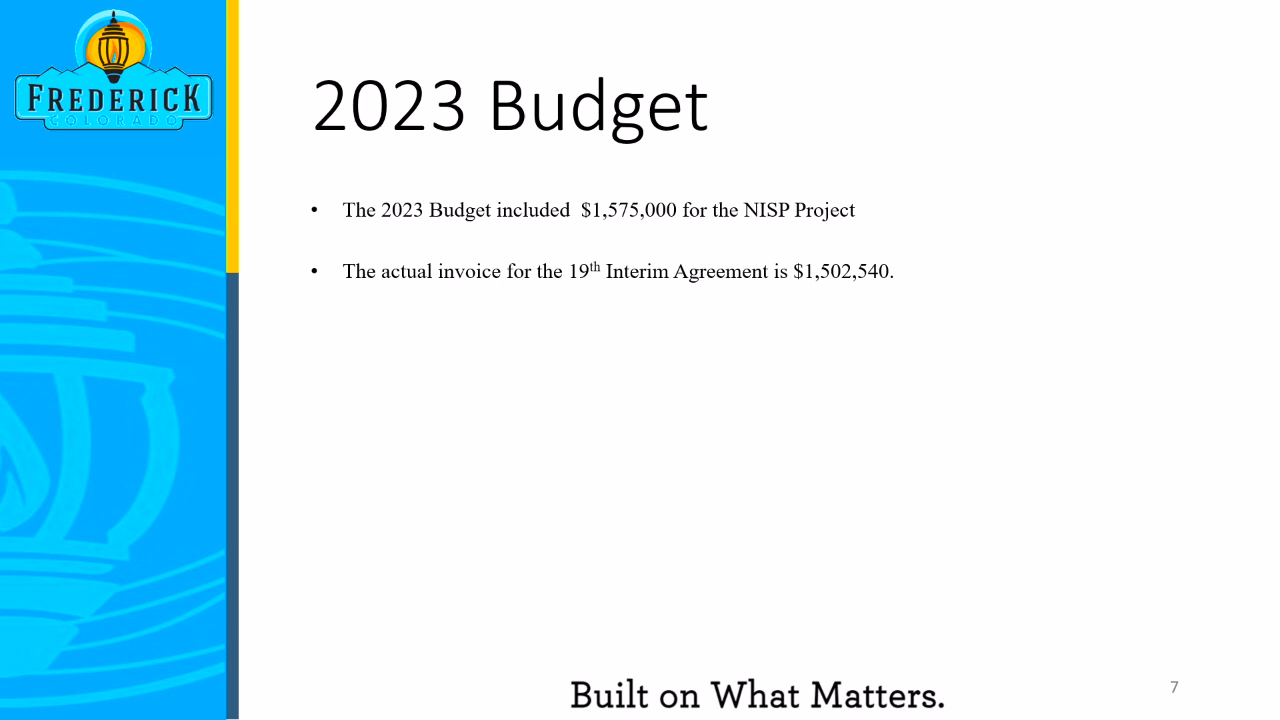 FREDERICK
COLORADO
2023 Budget
• The 2023 Budget included  $1,575,000 for the NISP Project
• The actual invoice for the 19th Interim Agreement is $1,502,540.
Built on What Matters.
7